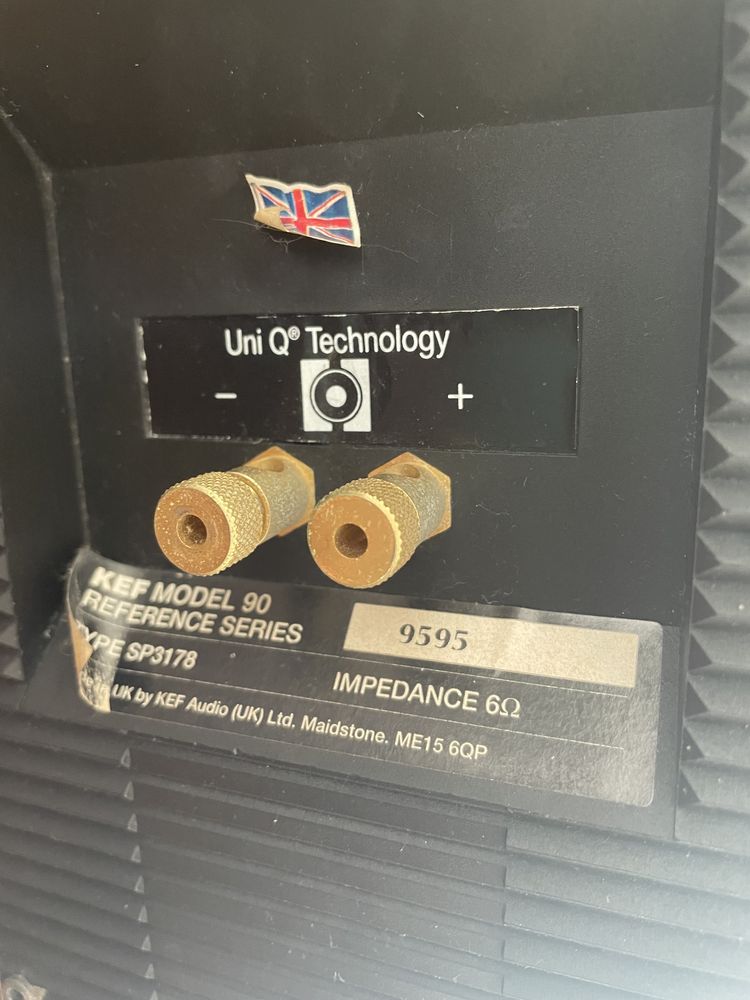 Uni Q® Technology
− +
KEF MODEL 90
REFERENCE SERIES
9595
TYPE SP3178
IMPEDANCE 6Ω
UK by KEF Audio (UK) Ltd. Maidstone. ME15 6QP